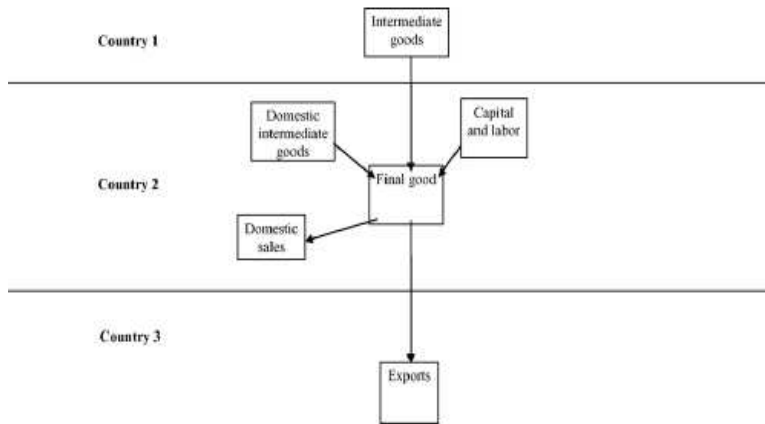 Country 1
Intermediate
goods
Country 2
Domestic
intermediate
goods
Capital
and labor
Final good
Domestic
sales
Country 3
Exports